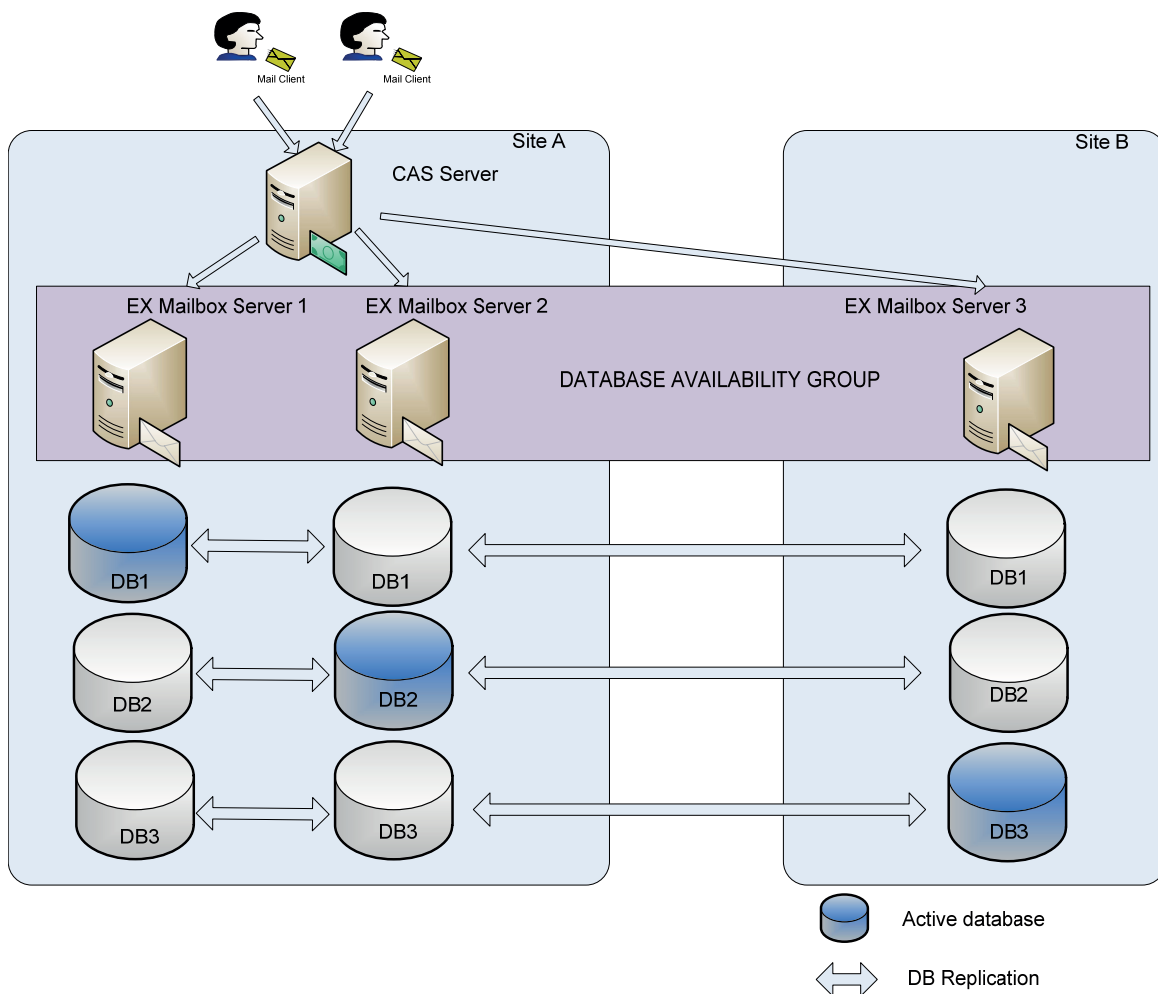 Mail Client
Mail Client
Site A
Site B
CAS Server
EX Mailbox Server 1
EX Mailbox Server 2
EX Mailbox Server 3
DATABASE AVAILABILITY GROUP
DB1
DB1
DB1
DB2
DB2
DB2
DB3
DB3
DB3
Active database
DB Replication